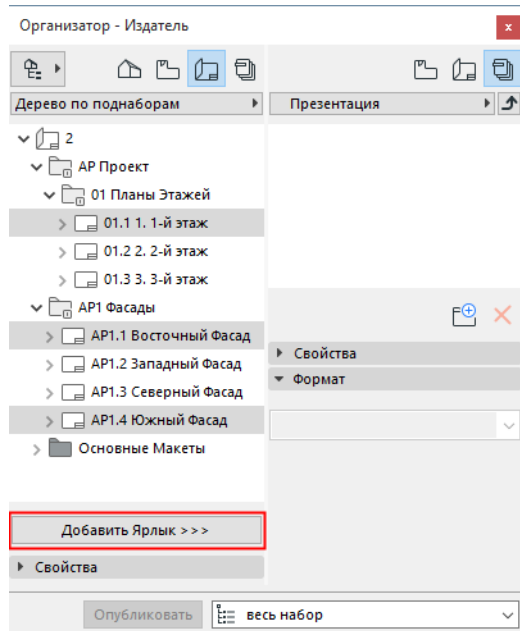 Организатор - Издатель
x
Дерево по поднаборам
Презентация
2
АР Проект
01 Планы Этажей
01.1 1. 1-й этаж
01.2 2. 2-й этаж
01.3 3. 3-й этаж
АР1 Фасады
АР1.1 Восточный Фасад
АР1.2 Западный Фасад
АР1.3 Северный Фасад
АР1.4 Южный Фасад
Основные Макеты
Свойства
Формат
Добавить Ярлык >>>
Свойства
Опубликовать
весь набор